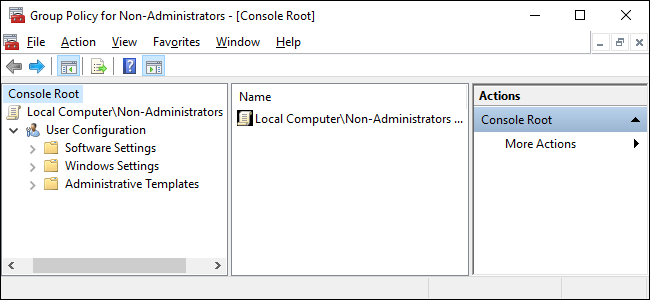 Group Policy for Non-Administrators - [Console Root]
File Action View Favorites Window Help
Console Root
Local Computer\Non-Administrators
User Configuration
Software Settings
Windows Settings
Administrative Templates
Name
Local Computer\Non-Administrators ...
Actions
Console Root
More Actions